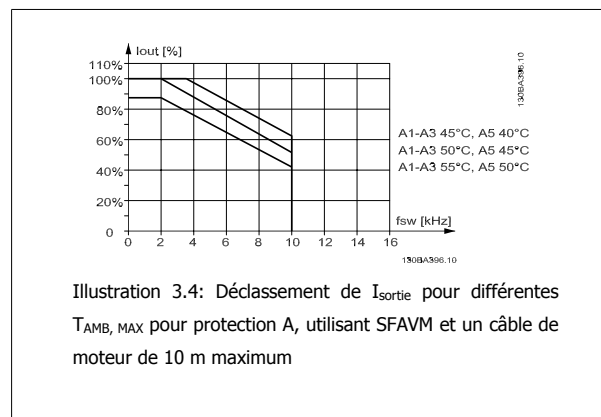 Iout [%]
110%
100%
80%
60%
40%
20%
0
0 2 4 6 8 10 12 14 16
fsw [kHz]
A1-A3 45°C, A5 40°C
A1-A3 50°C, A5 45°C
A1-A3 55°C, A5 50°C
130BA396.10
130BA396.10
Illustration 3.4: Déclassement de Isortie pour différentes
TAMB, MAX pour protection A, utilisant SFAVM et un câble de
moteur de 10 m maximum